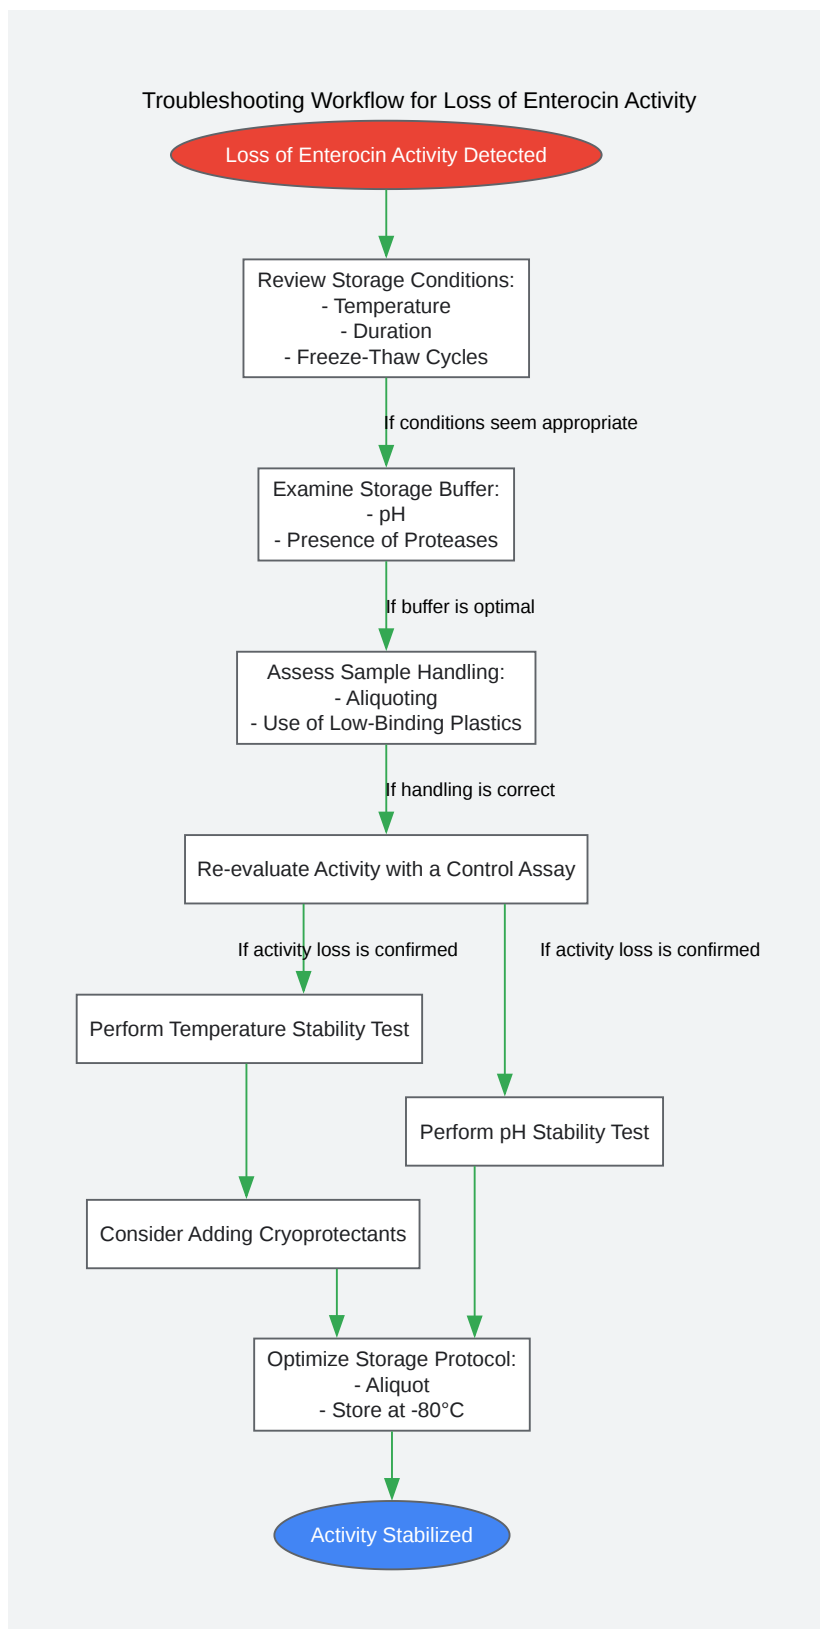 Troubleshooting Workflow for Loss of Enterocin Activity
Loss of Enterocin Activity Detected
Review Storage Conditions:
- Temperature
- Duration
- Freeze-Thaw Cycles
If conditions seem appropriate
Examine Storage Buffer:
- pH
- Presence of Proteases
If buffer is optimal
Assess Sample Handling:
- Aliquoting
- Use of Low-Binding Plastics
If handling is correct
Re-evaluate Activity with a Control Assay
If activity loss is confirmed
If activity loss is confirmed
Perform Temperature Stability Test
Perform pH Stability Test
Consider Adding Cryoprotectants
Optimize Storage Protocol:
- Aliquot
- Store at -80°C
Activity Stabilized